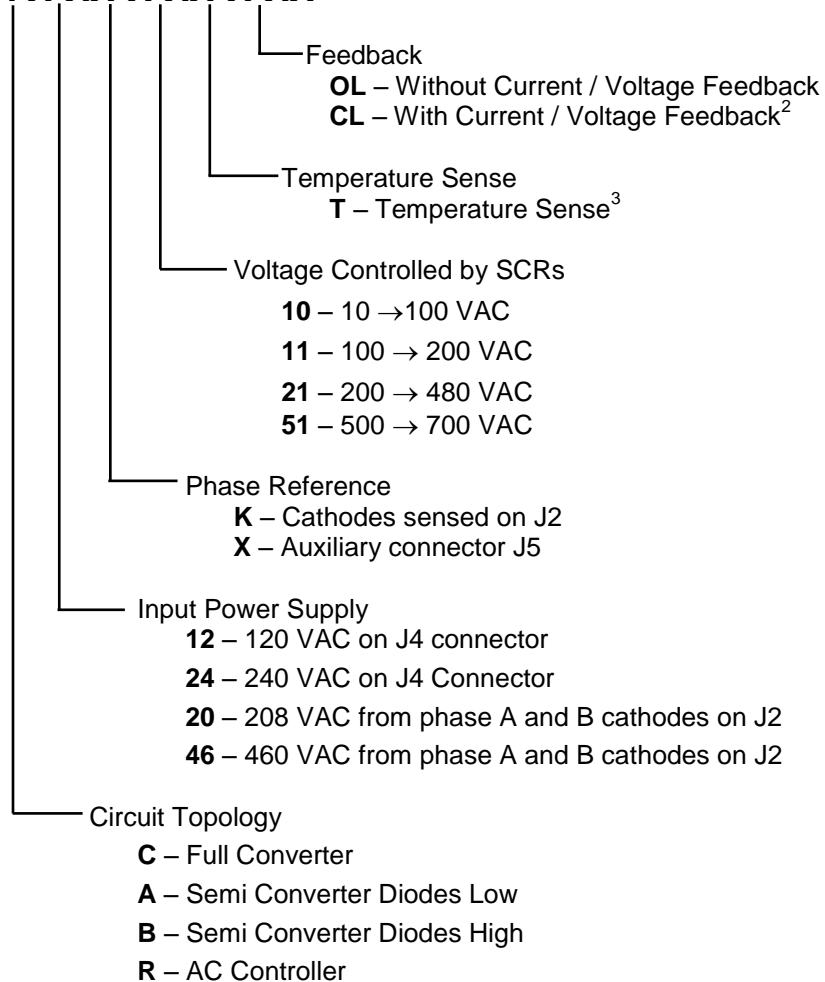 Feedback
OL – Without Current / Voltage Feedback
CL – With Current / Voltage Feedback²
Temperature Sense
T – Temperature Sense³
Voltage Controlled by SCRs
10 – 10 →100 VAC
11 – 100 → 200 VAC
21 – 200 → 480 VAC
51 – 500 → 700 VAC
Phase Reference
K – Cathodes sensed on J2
X – Auxiliary connector J5
Input Power Supply
12 – 120 VAC on J4 connector
24 – 240 VAC on J4 Connector
20 – 208 VAC from phase A and B cathodes on J2
46 – 460 VAC from phase A and B cathodes on J2
Circuit Topology
C – Full Converter
A – Semi Converter Diodes Low
B – Semi Converter Diodes High
R – AC Controller